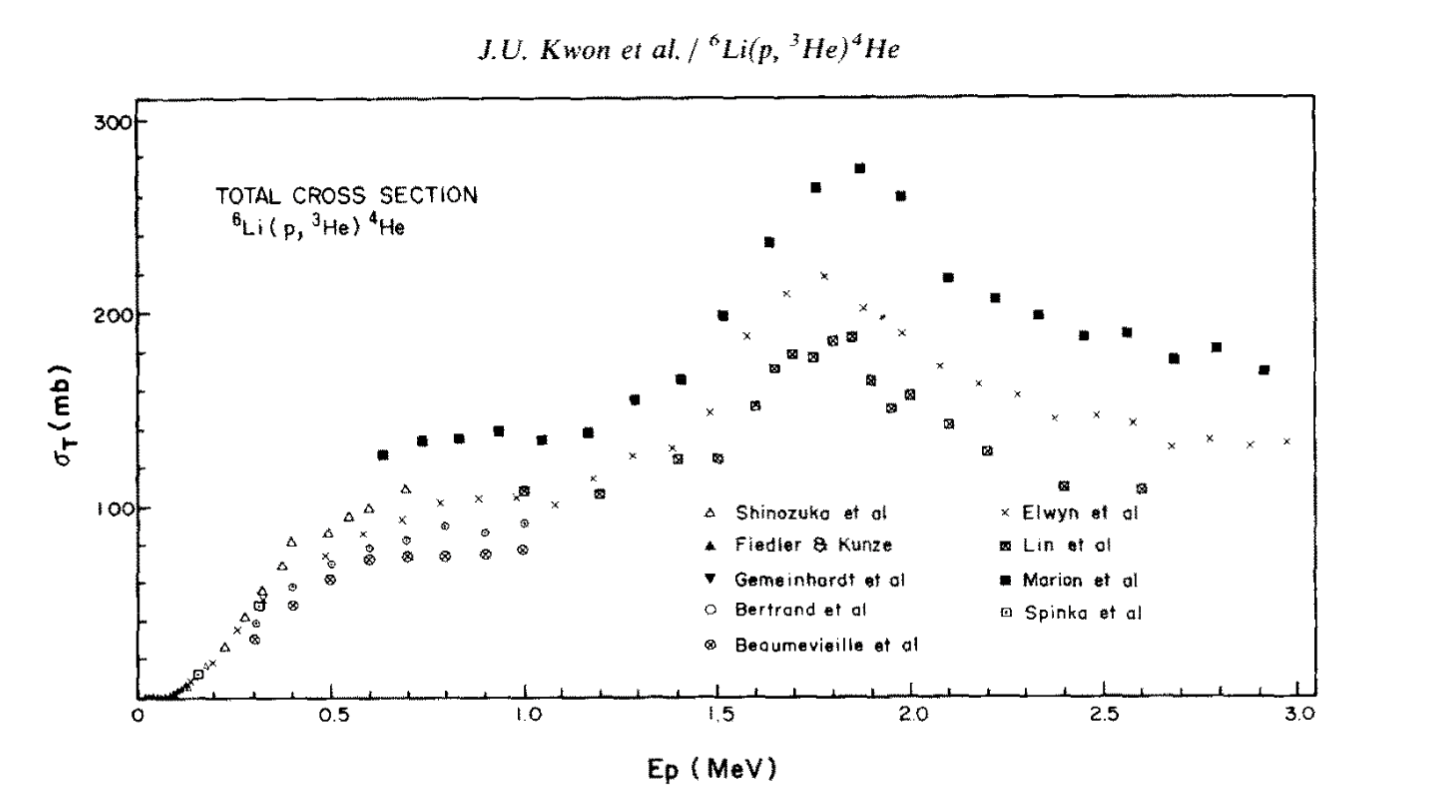 J.U. Kwon et al. / ⁶Li(p, ³He)⁴He
300
TOTAL CROSS SECTION
⁶Li(p, ³He) ⁴He
200
σT (mb)
100
Shinozuka et al
Fiedler & Kunze
Gemeinhardt et al
Bertrand et al
Beaumevieille et al
Elwyn et al
Lin et al
Marion et al
Spinka et al
0 0.5 1.0 1.5 2.0 2.5 3.0
Ep (MeV)